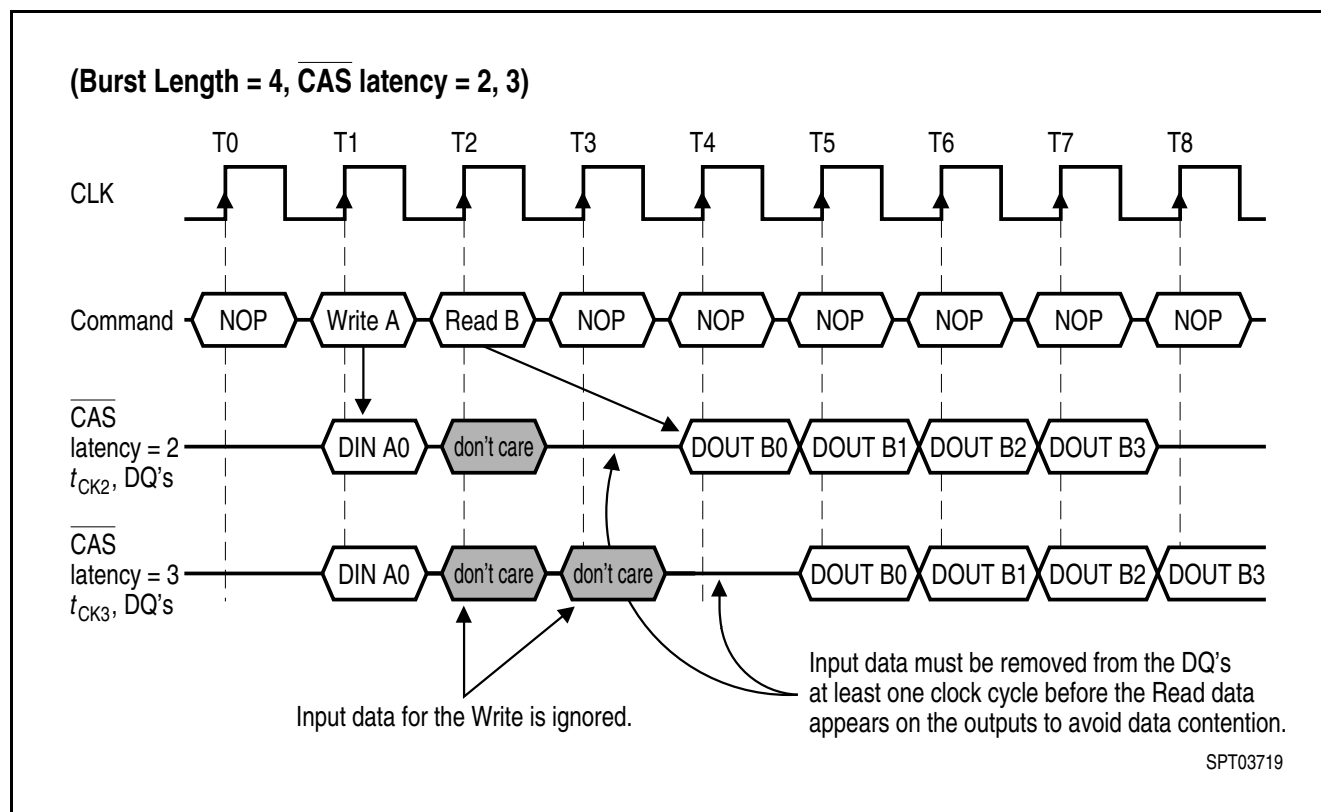 (Burst Length = 4, CAS latency = 2, 3)
T0 T1 T2 T3 T4 T5 T6 T7 T8
CLK
Command NOP Write A Read B NOP NOP NOP NOP NOP NOP
CAS
latency = 2
tCK2, DQ's
DIN A0 don't care DOUT B0 DOUT B1 DOUT B2 DOUT B3
CAS
latency = 3
tCK3, DQ's
DIN A0 don't care don't care DOUT B0 DOUT B1 DOUT B2 DOUT B3
Input data for the Write is ignored.
Input data must be removed from the DQ's
at least one clock cycle before the Read data
appears on the outputs to avoid data contention.
SPT03719